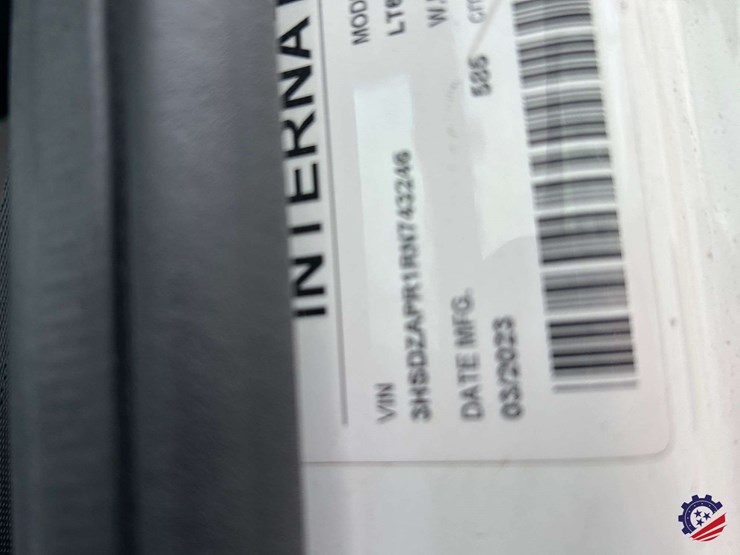 INTERNA
MOD
LT6
VIN
3HSDZAPR1RN743246
DATE MFG.
03/2023
585